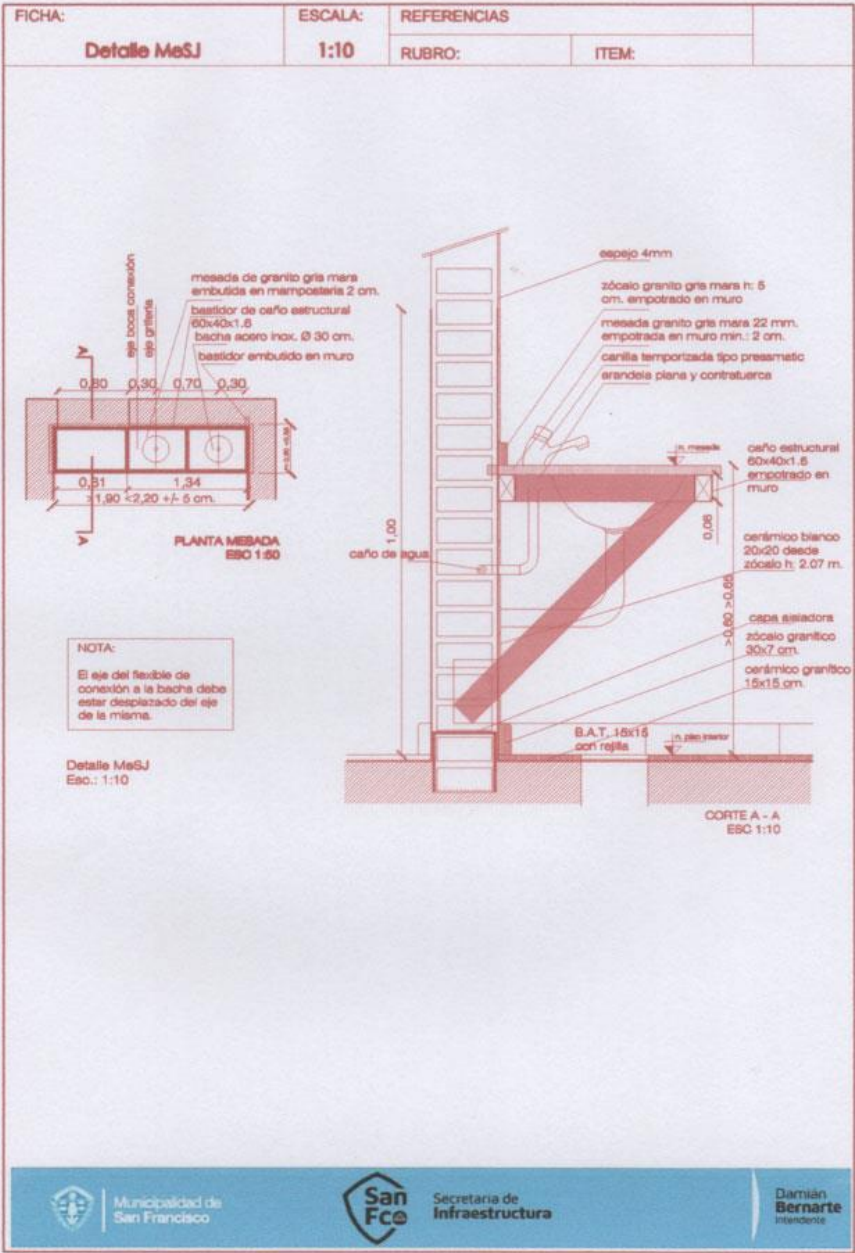 FICHA:
Detalle MeSJ
ESCALA:
1:10
REFERENCIAS
RUBRO:
ITEM:
eje boca conexión
eje grifería
mesada de granito gris mara
embutida en mampostería 2 cm.
bastidor de caño estructural
60x40x1.6
bacha acero inox. Ø 30 cm.
bastidor embutido en muro
A
0,80
0,30
0,70
0,30
0,81
1,34
>1,90 <2,20 +/- 5 cm.
A
PLANTA MESADA
ESC 1:50
NOTA:
El eje del flexible de
conexión a la bacha debe
estar desplazado del eje
de la misma.
Detalle MeSJ
Esc.: 1:10
espejo 4mm
zócalo granito gris mara h: 5
cm. empotrado en muro
mesada granito gris mara 22 mm.
empotrada en muro min.: 2 cm.
canilla temporizada tipo pressmatic
arandela plana y contratuerca
n. mesada
caño estructural
60x40x1.6
empotrado en
muro
1,00
caño de agua
0,06
>0,60 >0,65
cerámico blanco
20x20 desde
zócalo h: 2.07 m.
capa aisladora
zócalo granítico
30x7 cm.
cerámico granítico
15x15 cm.
B.A.T. 15x15
con rejilla
n. piso interior
CORTE A - A
ESC 1:10
Municipalidad de
San Francisco
San
Fco
Secretaria de
Infraestructura
Damián
Bernarte
Intendente